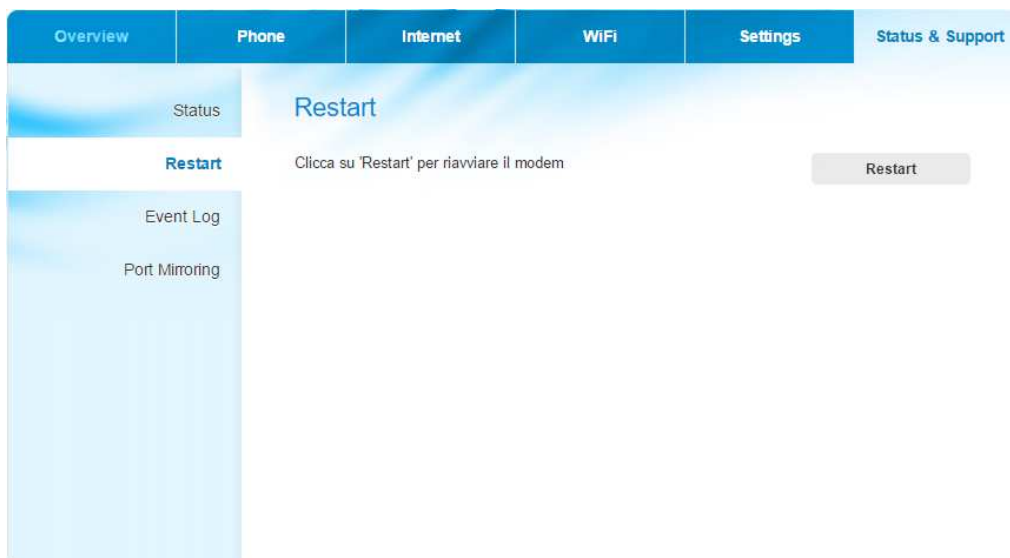 Overview Phone Internet WiFi Settings Status & Support
Status
Restart
Event Log
Port Mirroring
Restart
Clicca su 'Restart' per riavviare il modem
Restart